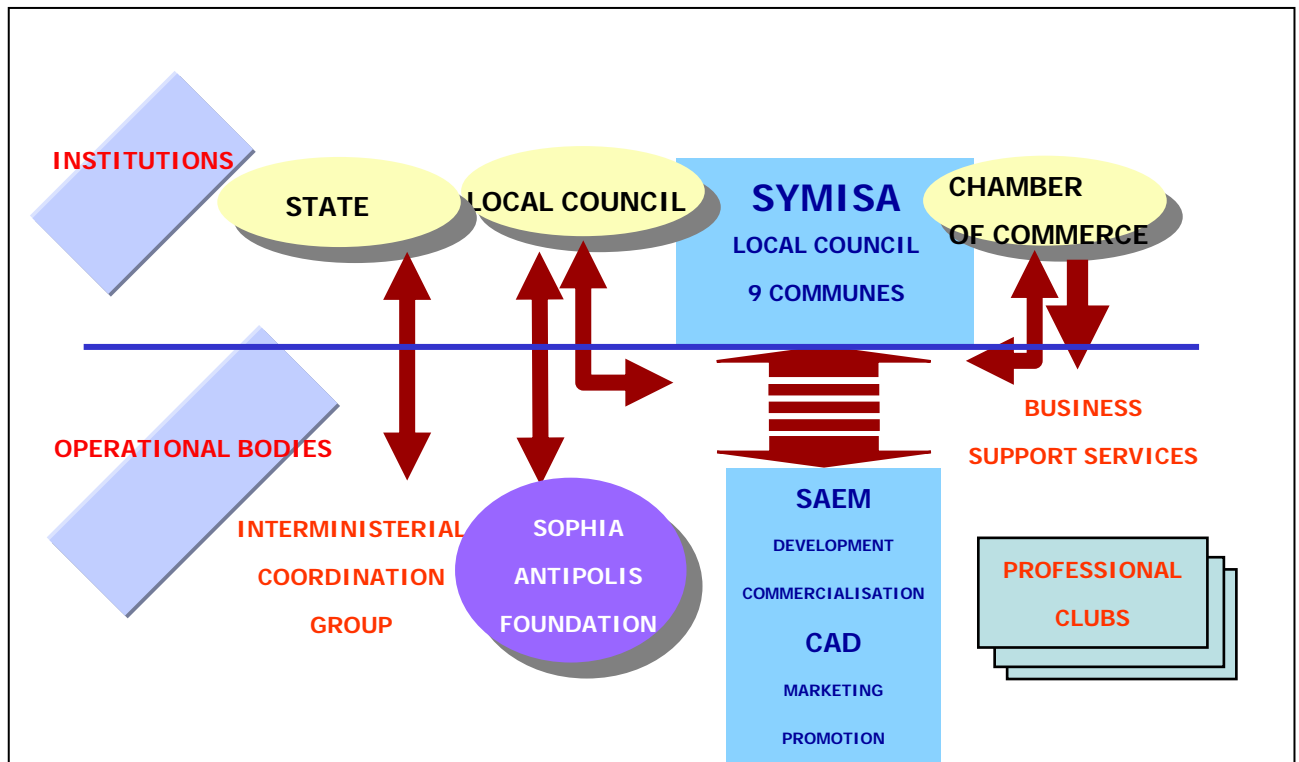 INSTITUTIONS
STATE
LOCAL COUNCIL
SYMISA
LOCAL COUNCIL
9 COMMUNES
CHAMBER
OF COMMERCE
OPERATIONAL BODIES
INTERMINISTERIAL
COORDINATION
GROUP
SOPHIA
ANTIPOLIS
FOUNDATION
SAEM
DEVELOPMENT
COMMERCIALISATION
CAD
MARKETING
PROMOTION
BUSINESS
SUPPORT SERVICES
PROFESSIONAL
CLUBS